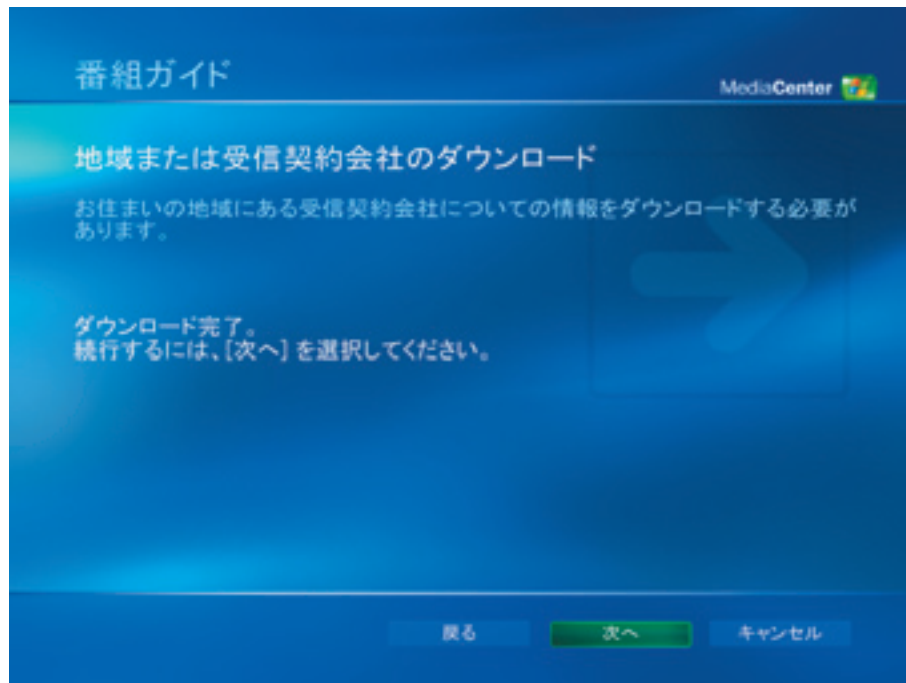 番組ガイド
MediaCenter
地域または受信契約会社のダウンロード
お住まいの地域にある受信契約会社についての情報をダウンロードする必要が
あります。
ダウンロード完了。
続行するには、[次へ] を選択してください。
戻る 次へ キャンセル